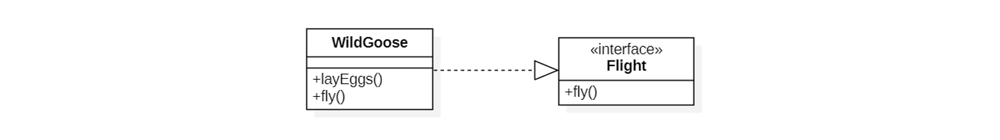 WildGoose
+layEggs()
+fly()
«interface»
Flight
+fly()